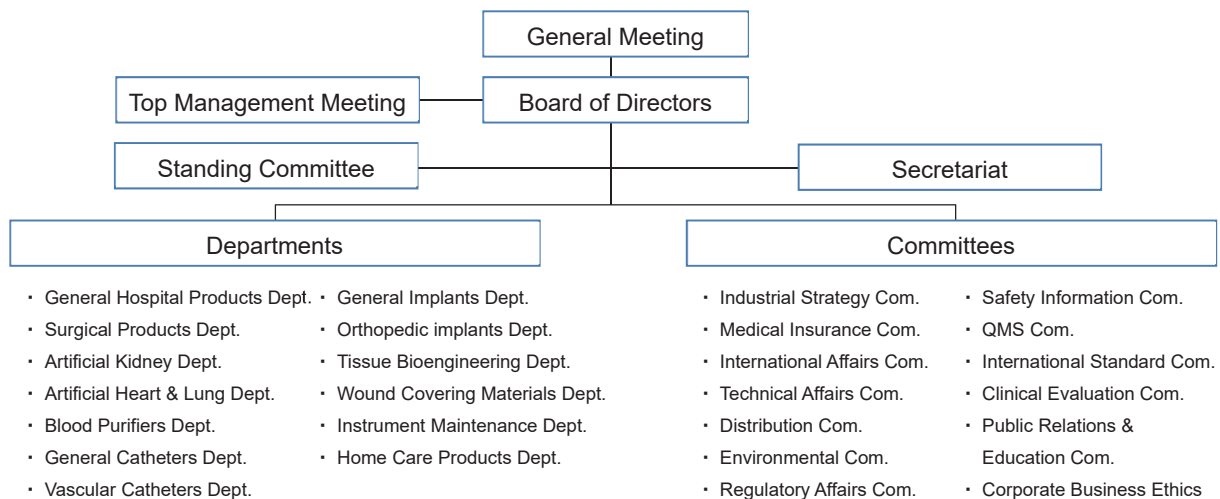 General Meeting
Top Management Meeting
Board of Directors
Standing Committee
Secretariat
Departments
・ General Hospital Products Dept.
・ Surgical Products Dept.
・ Artificial Kidney Dept.
・ Artificial Heart & Lung Dept.
・ Blood Purifiers Dept.
・ General Catheters Dept.
・ Vascular Catheters Dept.
・ General Implants Dept.
・ Orthopedic implants Dept.
・ Tissue Bioengineering Dept.
・ Wound Covering Materials Dept.
・ Instrument Maintenance Dept.
・ Home Care Products Dept.
Committees
・ Industrial Strategy Com.
・ Medical Insurance Com.
・ International Affairs Com.
・ Technical Affairs Com.
・ Distribution Com.
・ Environmental Com.
・ Regulatory Affairs Com.
・ Safety Information Com.
・ QMS Com.
・ International Standard Com.
・ Clinical Evaluation Com.
・ Public Relations &
Education Com.
・ Corporate Business Ethics